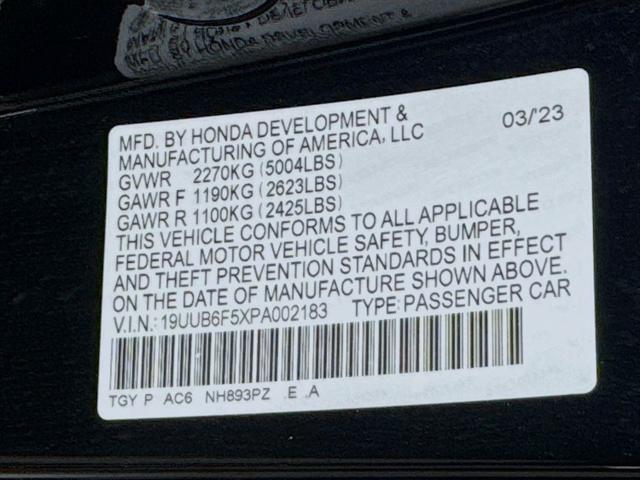 MFD. BY HONDA DEVELOPMENT &
MANUFACTURING OF AMERICA, LLC 03/23
GVWR 2270KG (5004LBS)
GAWR F 1190KG (2623LBS)
GAWR R 1100KG (2425LBS)
THIS VEHICLE CONFORMS TO ALL APPLICABLE
FEDERAL MOTOR VEHICLE SAFETY, BUMPER,
AND THEFT PREVENTION STANDARDS IN EFFECT
ON THE DATE OF MANUFACTURE SHOWN ABOVE.
V.I.N.: 19UUB6F5XPA002183 TYPE: PASSENGER CAR
TGY P AC6 NH893PZ .E .A